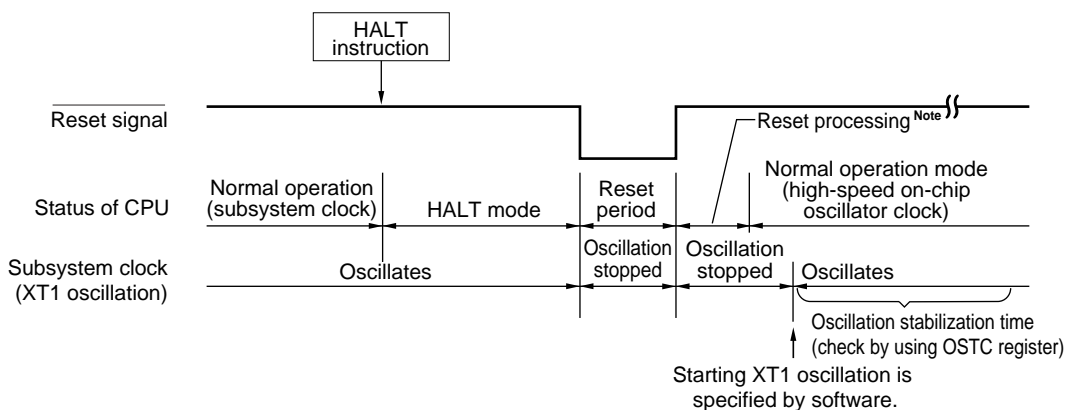 HALT
instruction
Reset signal
Reset processing Note
Status of CPU
Normal operation
(subsystem clock)
HALT mode
Reset
period
Normal operation mode
(high-speed on-chip
oscillator clock)
Subsystem clock
(XT1 oscillation)
Oscillates
Oscillation
stopped
Oscillation
stopped
Oscillates
Oscillation stabilization time
(check by using OSTC register)
Starting XT1 oscillation is
specified by software.